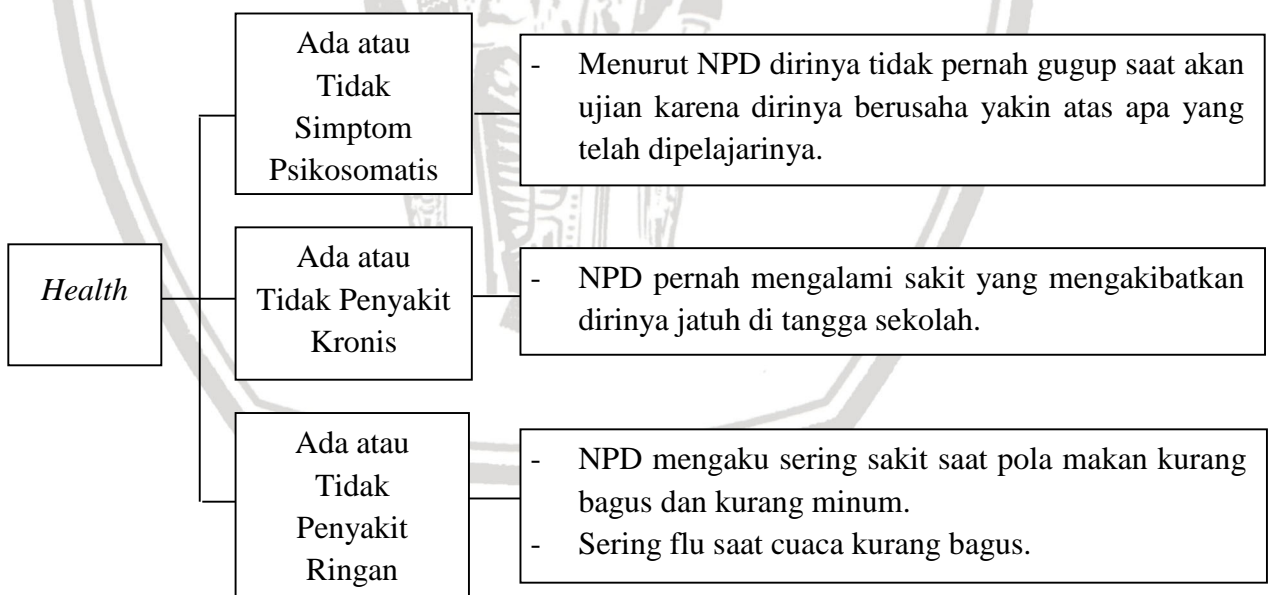 Health
Ada atau
Tidak
Simptom
Psikosomatis
- Menurut NPD dirinya tidak pernah gugup saat akan
ujian karena dirinya berusaha yakin atas apa yang
telah dipelajarinya.
Ada atau
Tidak Penyakit
Kronis
- NPD pernah mengalami sakit yang mengakibatkan
dirinya jatuh di tangga sekolah.
Ada atau
Tidak
Penyakit
Ringan
- NPD mengaku sering sakit saat pola makan kurang
bagus dan kurang minum.
- Sering flu saat cuaca kurang bagus.